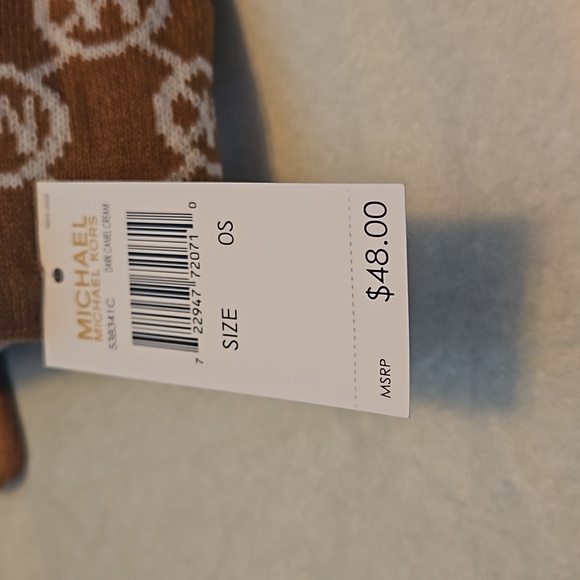 MICHAEL
MICHAEL KORS
538341C DARK CAMEL CREAM
7 22947 72071 0
SIZE OS
MSRP $48.00